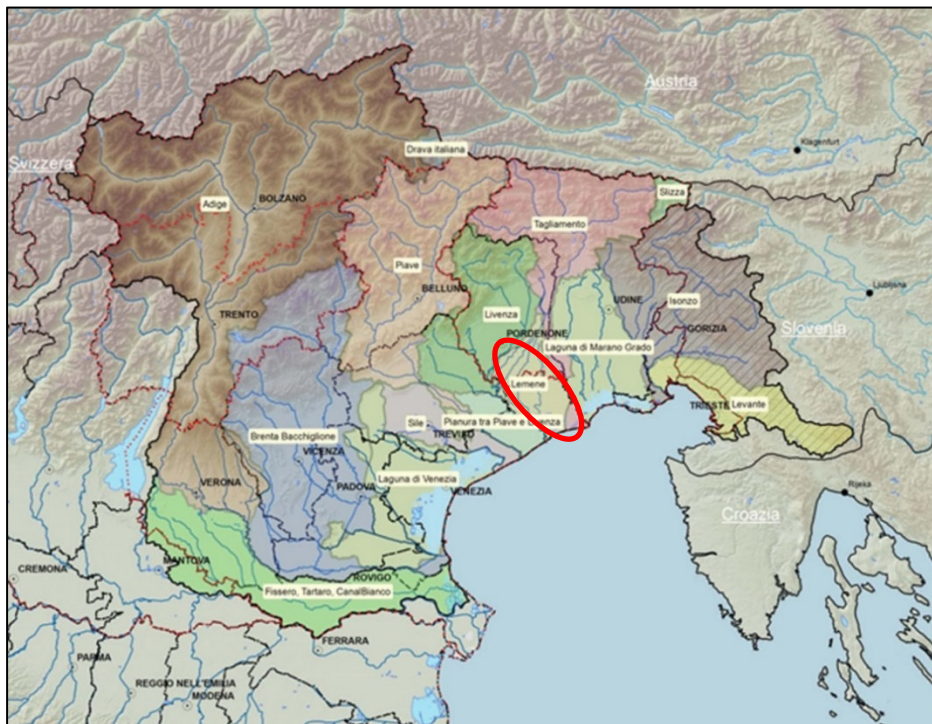 Austria
Klagenfurt
Drava italiana
Svizzera
Slizza
BOLZANO
Adige
Tagliamento
Piave
BELLUNO
Ljubljana
Isonzo
UDINE
Livenza
TRENTO
PORDENONE
GORIZIA
Slovenia
Laguna di Marano Grado
Lemene
TRIESTE
Levante
Sile
Pianura tra Piave e Livenza
TREVISO
Brenta Bacchiglione
VICENZA
Laguna di Venezia
VERONA
PADOVA
VENEZIA
Rijeka
Croazia
MANTOVA
CREMONA
ROVIGO
Fissero, Tartaro, CanalBianco
FERRARA
PARMA
REGGIO NELL'EMILIA
MODENA